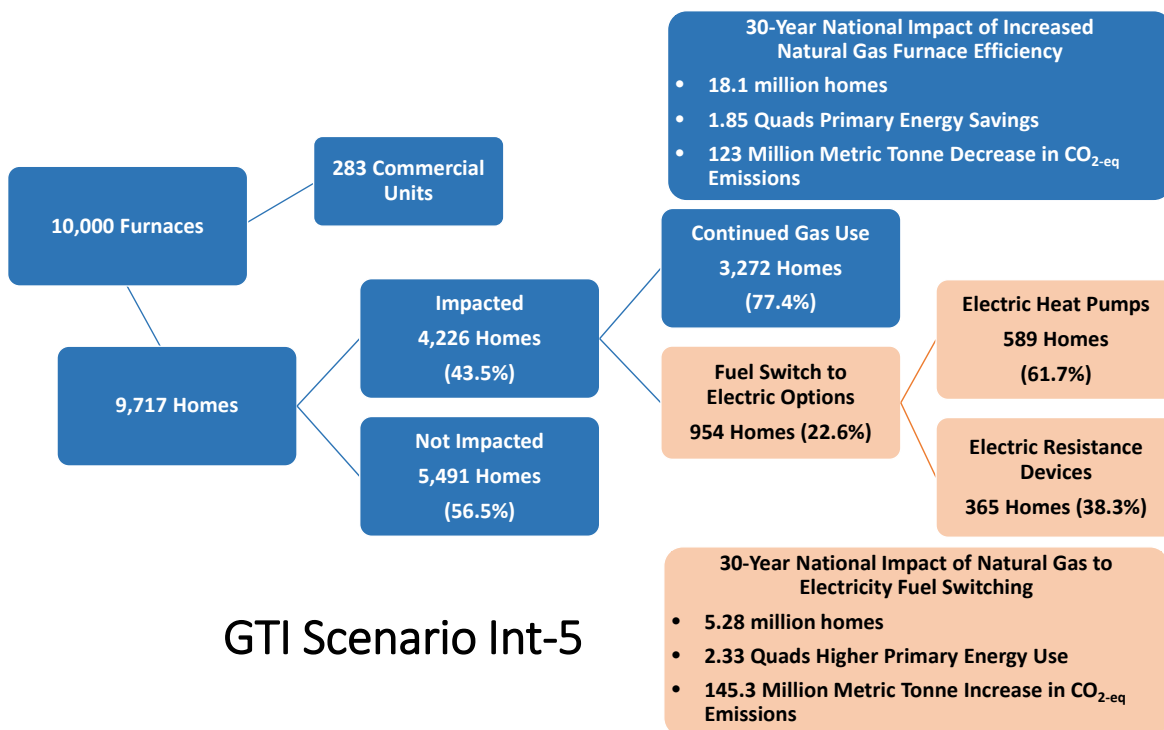 30-Year National Impact of Increased
Natural Gas Furnace Efficiency
• 18.1 million homes
• 1.85 Quads Primary Energy Savings
• 123 Million Metric Tonne Decrease in CO2-eq
Emissions
10,000 Furnaces
283 Commercial
Units
9,717 Homes
Impacted
4,226 Homes
(43.5%)
Not Impacted
5,491 Homes
(56.5%)
Continued Gas Use
3,272 Homes
(77.4%)
Fuel Switch to
Electric Options
954 Homes (22.6%)
Electric Heat Pumps
589 Homes
(61.7%)
Electric Resistance
Devices
365 Homes (38.3%)
30-Year National Impact of Natural Gas to
Electricity Fuel Switching
• 5.28 million homes
• 2.33 Quads Higher Primary Energy Use
• 145.3 Million Metric Tonne Increase in CO2-eq
Emissions
GTI Scenario Int-5